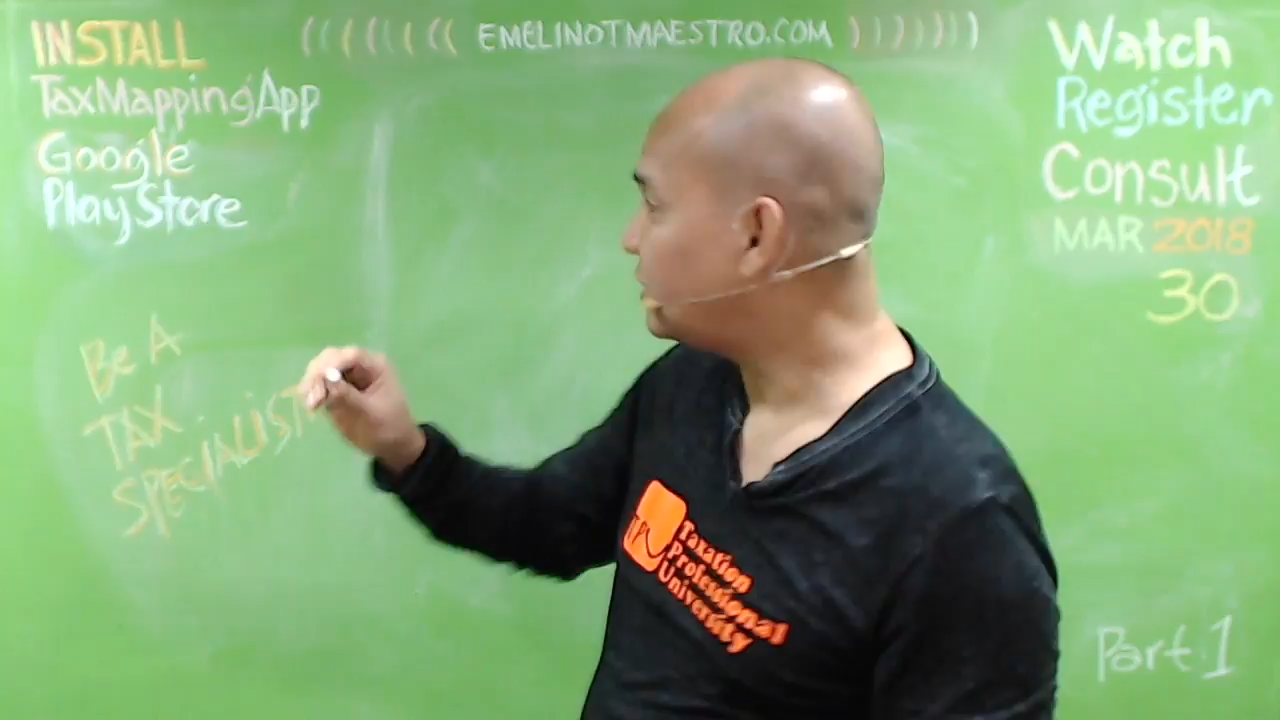 INSTALL
TaxMappingApp
Google
PlayStore
((((((( EMELINOTMAESTRO.COM )))))))
Watch
Register
Consult
MAR 2018
30
Be A
TAX
SPECIALIST
TPU
Taxation
Professional
University
Part 1